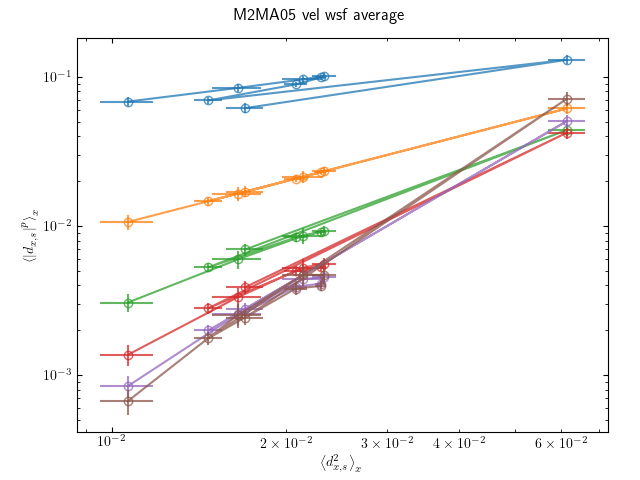 M2MA05 vel wsf average
10⁻¹
10⁻²
10⁻³
⟨|d_{x,s}|^p⟩_x
10⁻² 2 × 10⁻² 3 × 10⁻² 4 × 10⁻² 6 × 10⁻²
⟨d²_{x,s}⟩_x